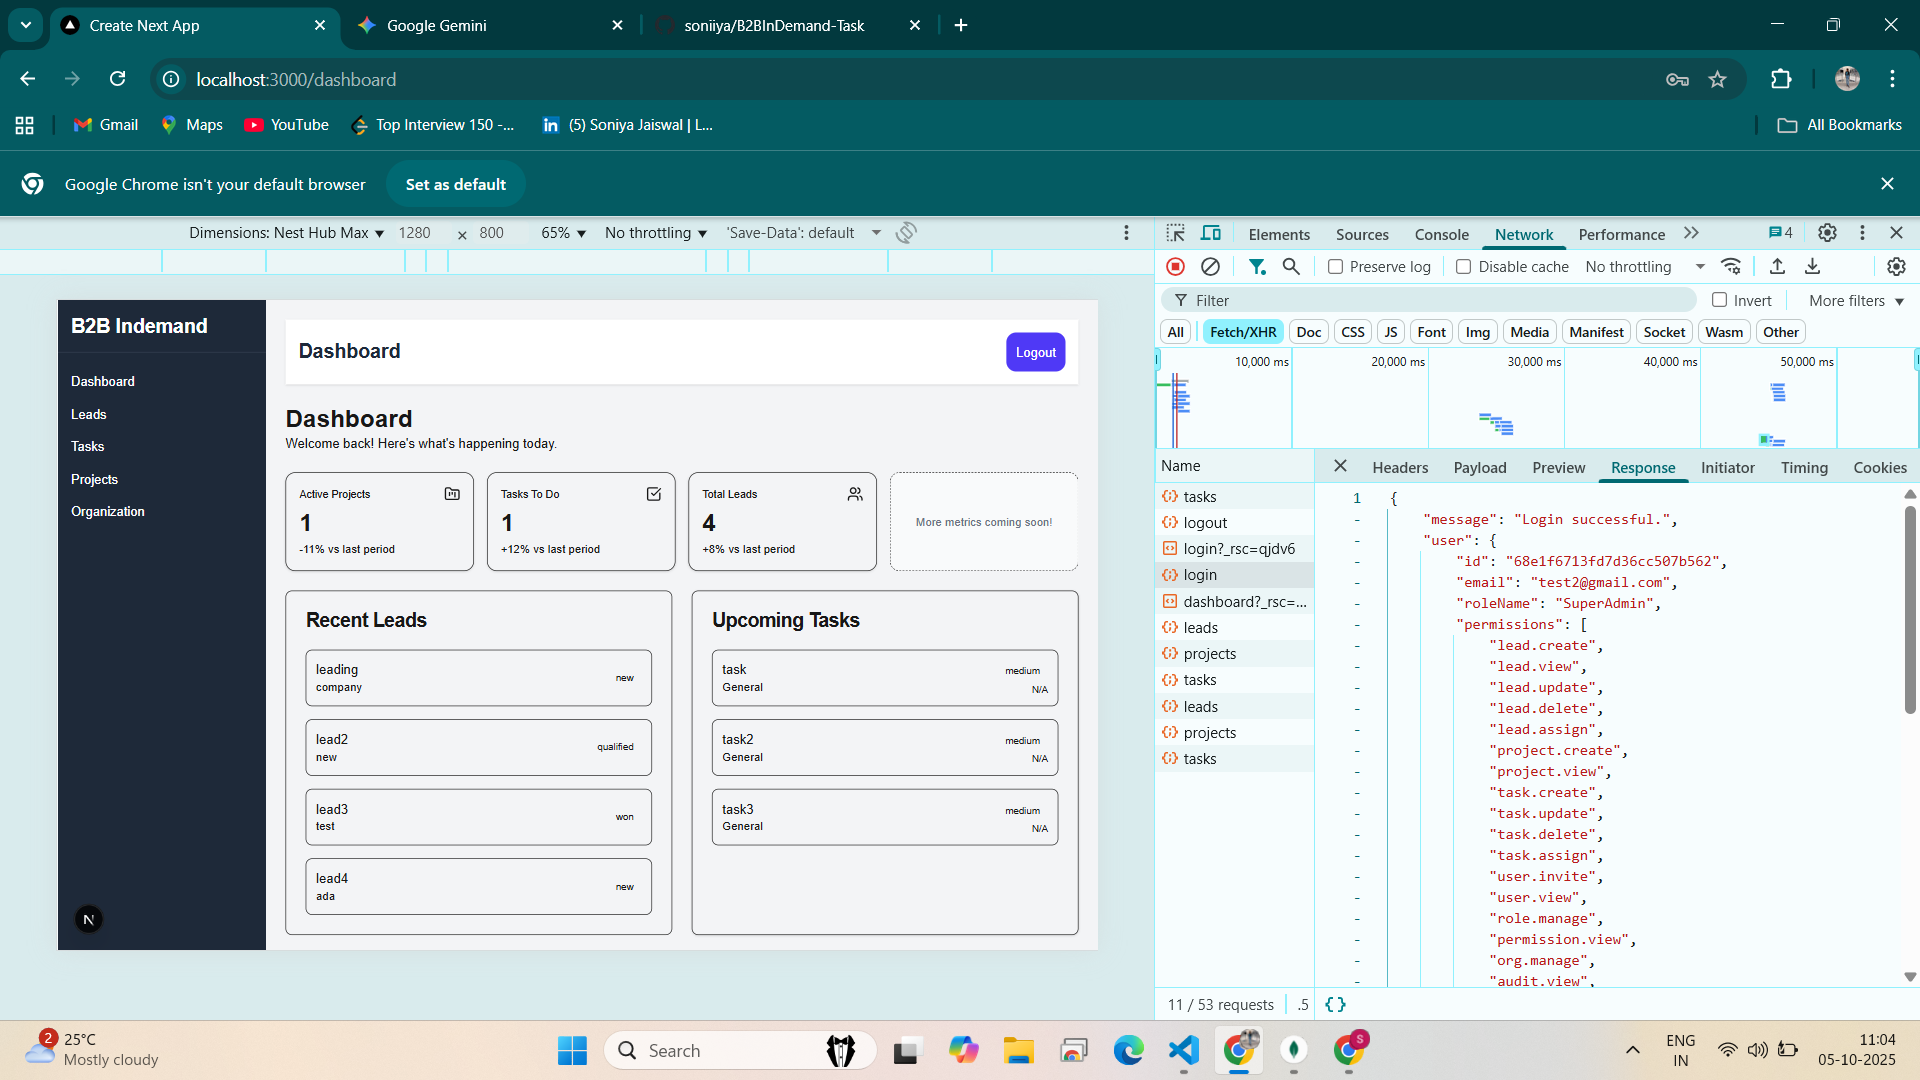 Create Next App
Google Gemini
soniiya/B2BInDemand-Task
localhost:3000/dashboard
Gmail
Maps
YouTube
Top Interview 150 -...
(5) Soniya Jaiswal | L...
All Bookmarks
Google Chrome isn't your default browser
Set as default
Dimensions: Nest Hub Max
1280
×
800
65%
No throttling
'Save-Data': default
Elements
Sources
Console
Network
Performance
4
Preserve log
Disable cache
No throttling
Filter
Invert
More filters
All
Fetch/XHR
Doc
CSS
JS
Font
Img
Media
Manifest
Socket
Wasm
Other
10,000 ms
20,000 ms
30,000 ms
40,000 ms
50,000 ms
B2B Indemand
Dashboard
Leads
Tasks
Projects
Organization
N
Dashboard
Logout
Dashboard
Welcome back! Here's what's happening today.
Active Projects
1
-11% vs last period
Tasks To Do
1
+12% vs last period
Total Leads
4
+8% vs last period
More metrics coming soon!
Recent Leads
leading
company
new
lead2
new
qualified
lead3
test
won
lead4
ada
new
Upcoming Tasks
task
General
medium
N/A
task2
General
medium
N/A
task3
General
medium
N/A
Name
tasks
logout
login?_rsc=qjdv6
login
dashboard?_rsc=...
leads
projects
tasks
leads
projects
tasks
Headers
Payload
Preview
Response
Initiator
Timing
Cookies
1 {
- "message": "Login successful.",
- "user": {
- "id": "68e1f6713fd7d36cc507b562",
- "email": "test2@gmail.com",
- "roleName": "SuperAdmin",
- "permissions": [
- "lead.create",
- "lead.view",
- "lead.update",
- "lead.delete",
- "lead.assign",
- "project.create",
- "project.view",
- "task.create",
- "task.update",
- "task.delete",
- "task.assign",
- "user.invite",
- "user.view",
- "role.manage",
- "permission.view",
- "org.manage",
- "audit.view",
11 / 53 requests
.5
{}
2
25°C
Mostly cloudy
Search
S
ENG
IN
11:04
05-10-2025